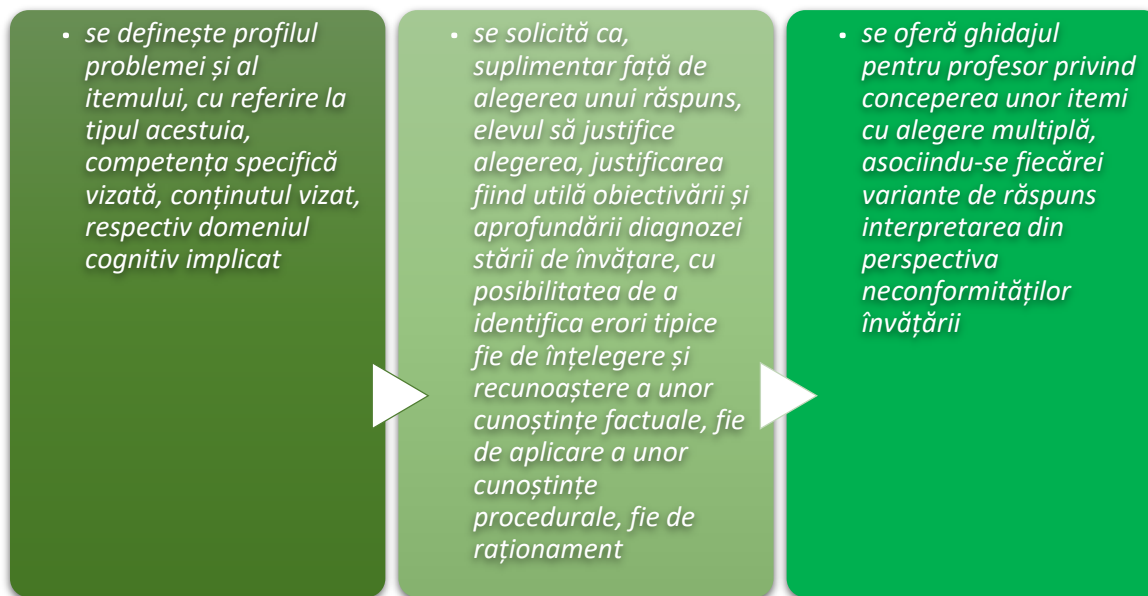 ▪ se definește profilul
problemei și al
itemului, cu referire la
tipul acestuia,
competența specifică
vizată, conținutul vizat,
respectiv domeniul
cognitiv implicat
▪ se solicită ca,
suplimentar față de
alegerea unui răspuns,
elevul să justifice
alegerea, justificarea
fiind utilă obiectivării și
aprofundării diagnozei
stării de învățare, cu
posibilitatea de a
identifica erori tipice
fie de înțelegere și
recunoaștere a unor
cunoștințe factuale, fie
de aplicare a unor
cunoștințe
procedurale, fie de
raționament
▪ se oferă ghidajul
pentru profesor privind
conceperea unor itemi
cu alegere multiplă,
asociindu-se fiecărei
variante de răspuns
interpretarea din
perspectiva
neconformităților
învățării